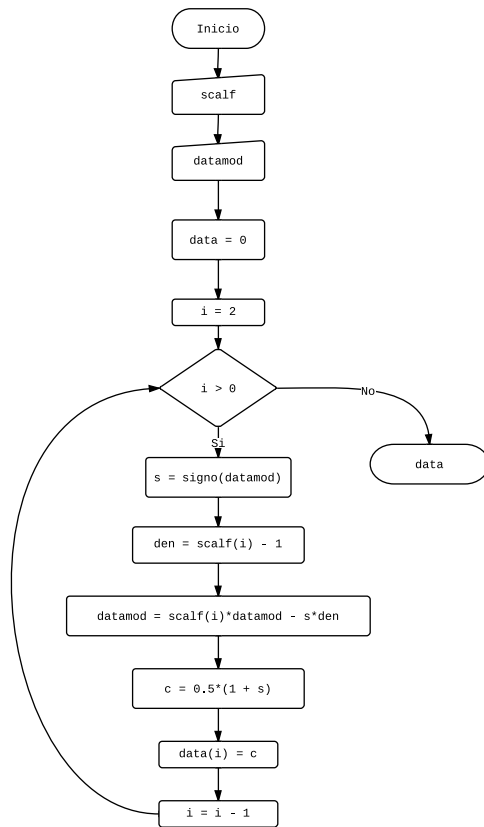 Inicio
scalf
datamod
data = 0
i = 2
i > 0
No
Si
data
s = signo(datamod)
den = scalf(i) - 1
datamod = scalf(i)*datamod - s*den
c = 0.5*(1 + s)
data(i) = c
i = i - 1